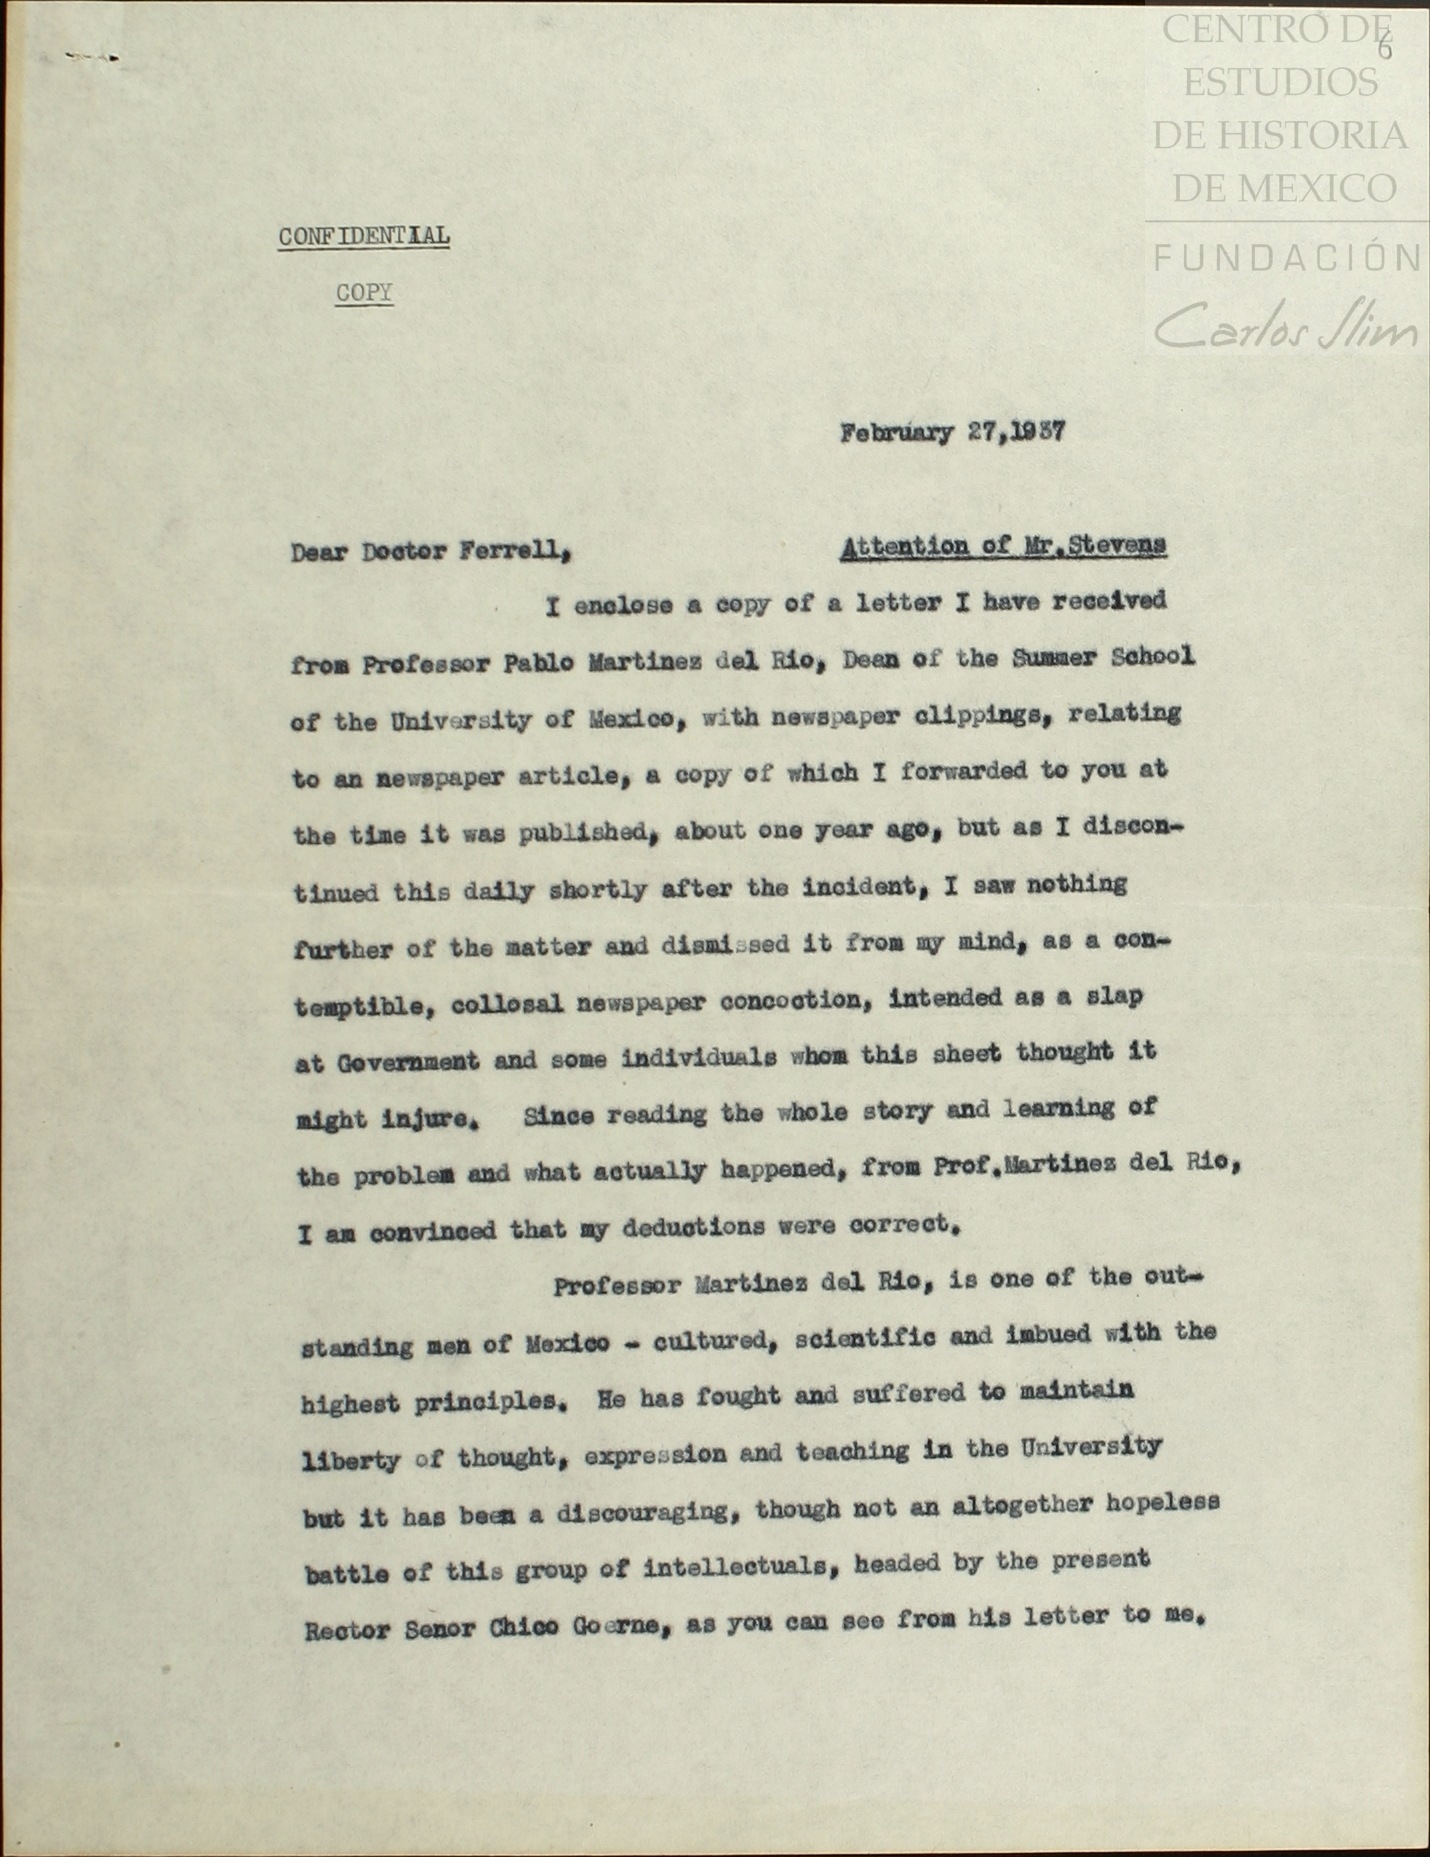 CENTRO DE
6
ESTUDIOS
DE HISTORIA
DE MEXICO
FUNDACIÓN
Carlos Slim
CONFIDENTIAL
COPY
February 27,1937
Dear Doctor Ferrell, Attention of Mr.Stevens
I enclose a copy of a letter I have received
from Professor Pablo Martinez del Rio, Dean of the Summer School
of the University of Mexico, with newspaper clippings, relating
to an newspaper article, a copy of which I forwarded to you at
the time it was published, about one year ago, but as I discon-
tinued this daily shortly after the incident, I saw nothing
further of the matter and dismissed it from my mind, as a con-
temptible, collosal newspaper concoction, intended as a slap
at Government and some individuals whom this sheet thought it
might injure. Since reading the whole story and learning of
the problem and what actually happened, from Prof.Martinez del Rio,
I am convinced that my deductions were correct.
Professor Martinez del Rio, is one of the out-
standing men of Mexico - cultured, scientific and imbued with the
highest principles. He has fought and suffered to maintain
liberty of thought, expression and teaching in the University
but it has been a discouraging, though not an altogether hopeless
battle of this group of intellectuals, headed by the present
Rector Senor Chico Goerne, as you can see from his letter to me.